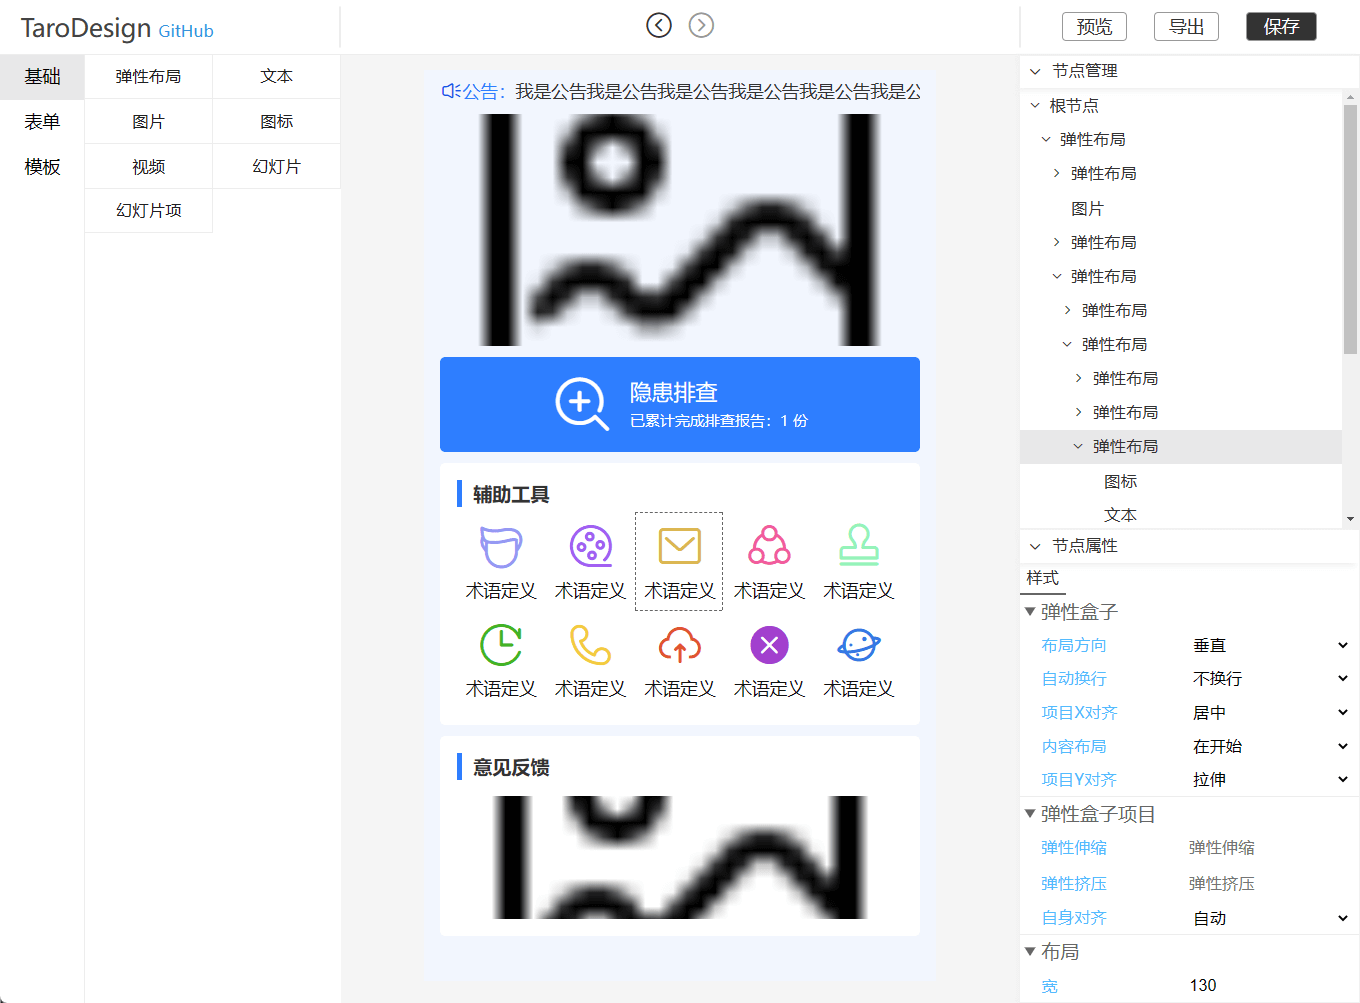 TaroDesign GitHub
预览 导出 保存
基础
表单
模板
弹性布局 文本
图片 图标
视频 幻灯片
幻灯片项
公告：我是公告我是公告我是公告我是公告我是公告我是公
隐患排查
已累计完成排查报告：1 份
辅助工具
术语定义 术语定义 术语定义 术语定义 术语定义
术语定义 术语定义 术语定义 术语定义 术语定义
意见反馈
节点管理
根节点
弹性布局
弹性布局
图片
弹性布局
弹性布局
弹性布局
弹性布局
弹性布局
弹性布局
弹性布局
图标
文本
节点属性
样式
弹性盒子
布局方向 垂直
自动换行 不换行
项目X对齐 居中
内容布局 在开始
项目Y对齐 拉伸
弹性盒子项目
弹性伸缩 弹性伸缩
弹性挤压 弹性挤压
自身对齐 自动
布局
宽 130